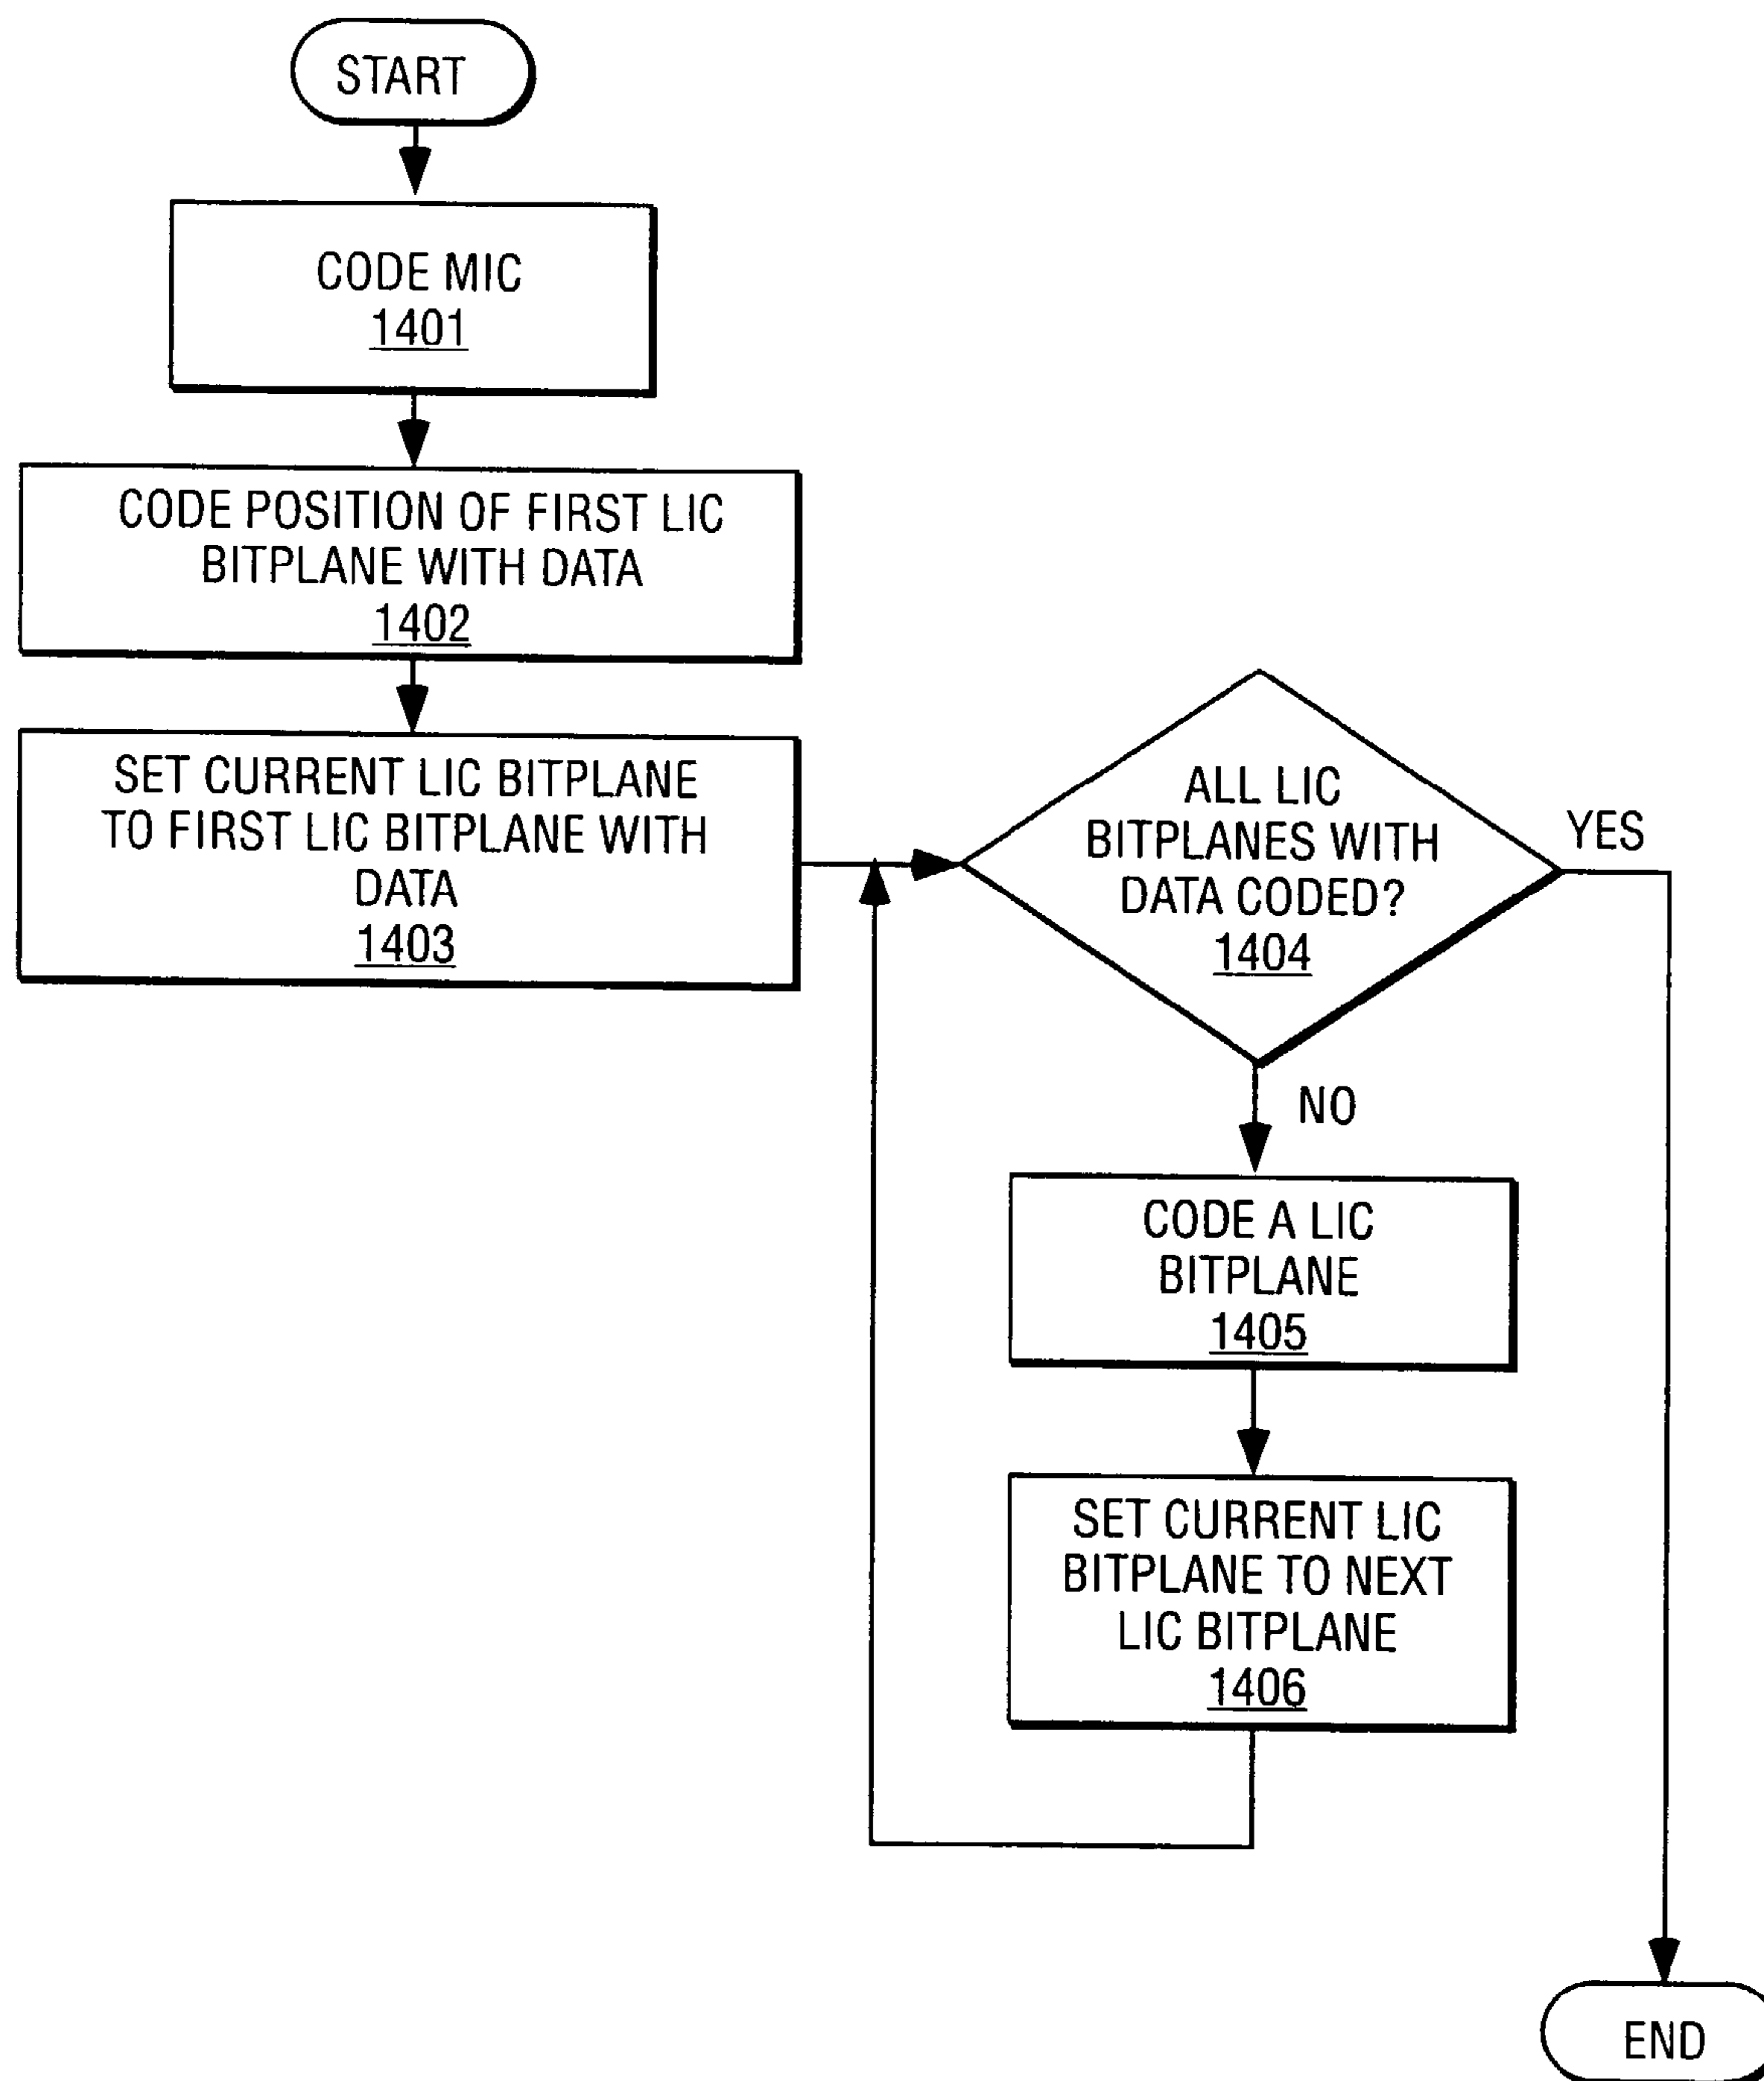 START
CODE MIC
1401
CODE POSITION OF FIRST LIC
BITPLANE WITH DATA
1402
SET CURRENT LIC BITPLANE
TO FIRST LIC BITPLANE WITH
DATA
1403
ALL LIC
BITPLANES WITH
DATA CODED?
1404
YES
NO
CODE A LIC
BITPLANE
1405
SET CURRENT LIC
BITPLANE TO NEXT
LIC BITPLANE
1406
END